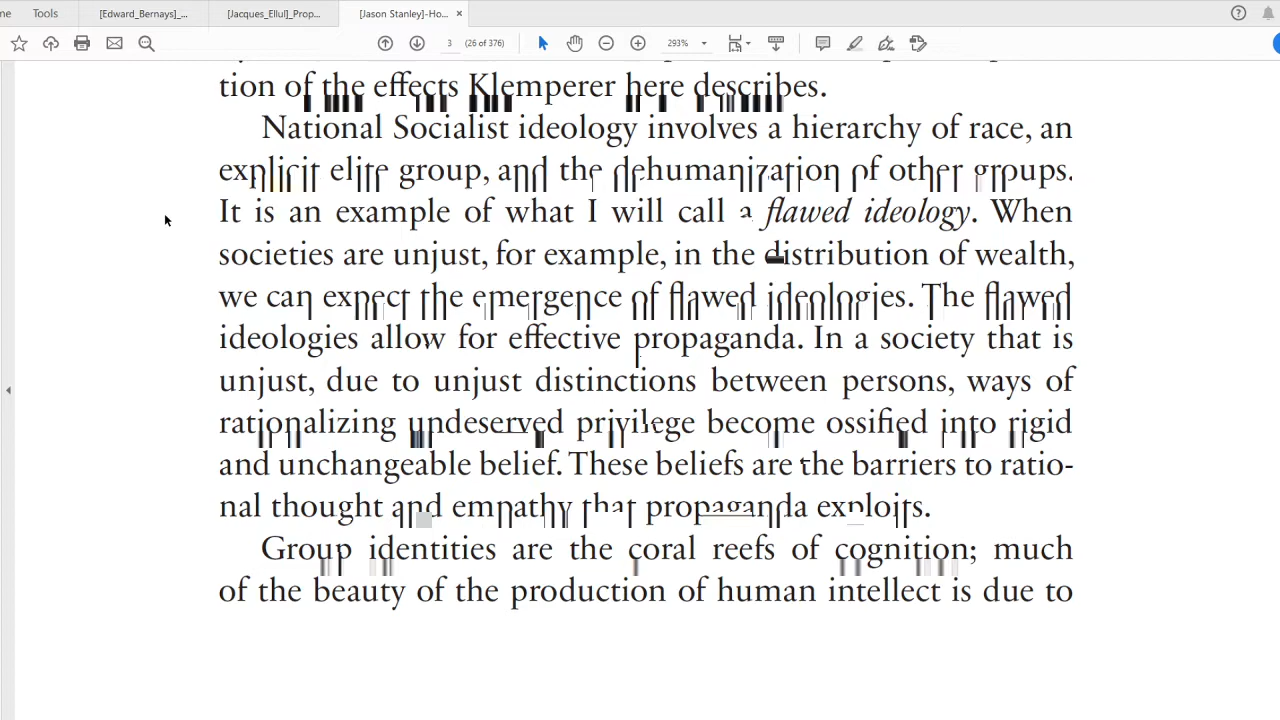 me Tools [Edward_Bernays]_... [Jacques_Ellul]_Prop... [Jason Stanley]-Ho... ×
3 (26 of 376) 293%
tion of the effects Klemperer here describes.
National Socialist ideology involves a hierarchy of race, an
explicit elite group, and the dehumanization of other groups.
It is an example of what I will call a flawed ideology. When
societies are unjust, for example, in the distribution of wealth,
we can expect the emergence of flawed ideologies. The flawed
ideologies allow for effective propaganda. In a society that is
unjust, due to unjust distinctions between persons, ways of
rationalizing undeserved privilege become ossified into rigid
and unchangeable belief. These beliefs are the barriers to ratio-
nal thought and empathy that propaganda exploits.
Group identities are the coral reefs of cognition; much
of the beauty of the production of human intellect is due to